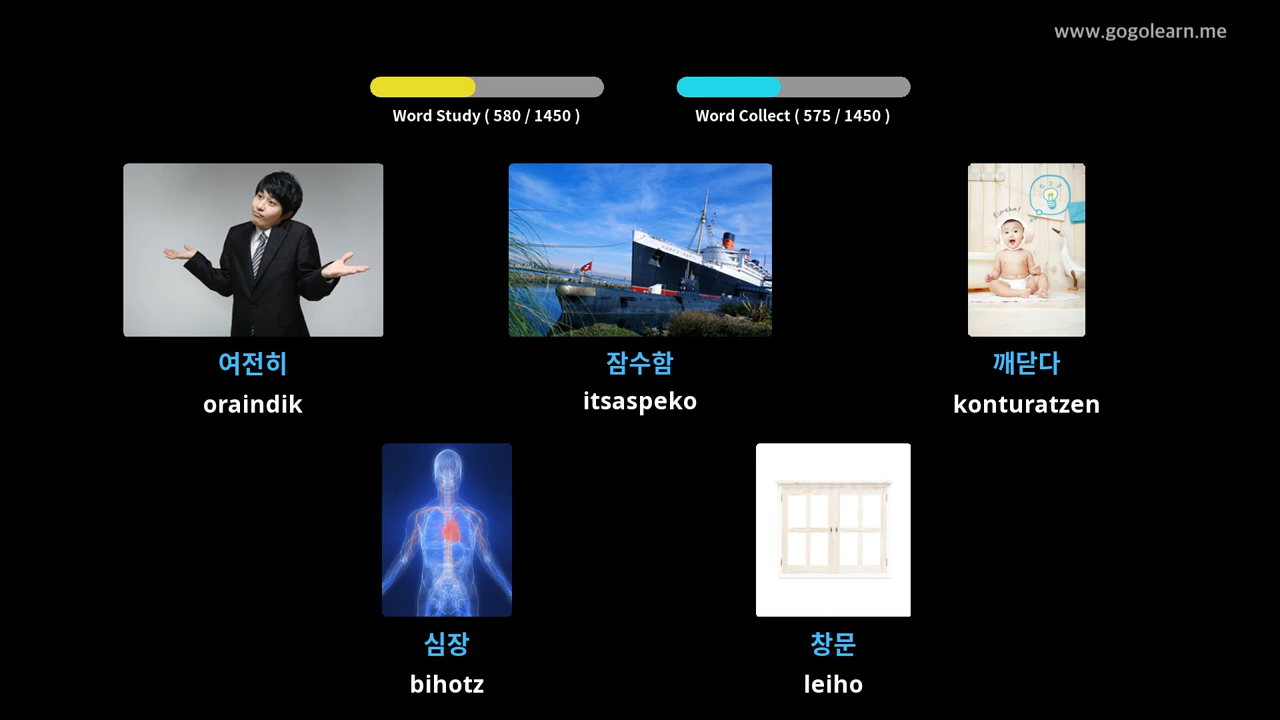 www.gogolearn.me
Word Study ( 580 / 1450 )
Word Collect ( 575 / 1450 )
Eureka!
여전히
잠수함
깨닫다
oraindik
itsaspeko
konturatzen
심장
창문
bihotz
leiho